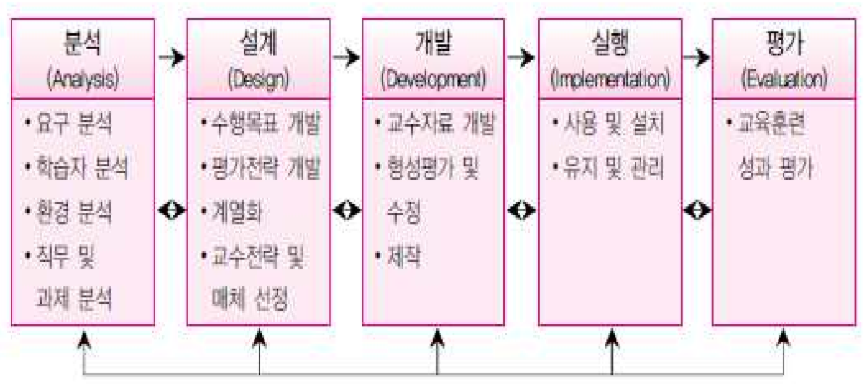 분석
(Analysis)
• 요구 분석
• 학습자 분석
• 환경 분석
• 직무 및
과제 분석
설계
(Design)
• 수행목표 개발
• 평가전략 개발
• 계열화
• 교수전략 및
매체 선정
개발
(Development)
• 교수자료 개발
• 형성평가 및
수정
• 제작
실행
(Implementation)
• 사용 및 설치
• 유지 및 관리
평가
(Evaluation)
• 교육훈련
성과 평가